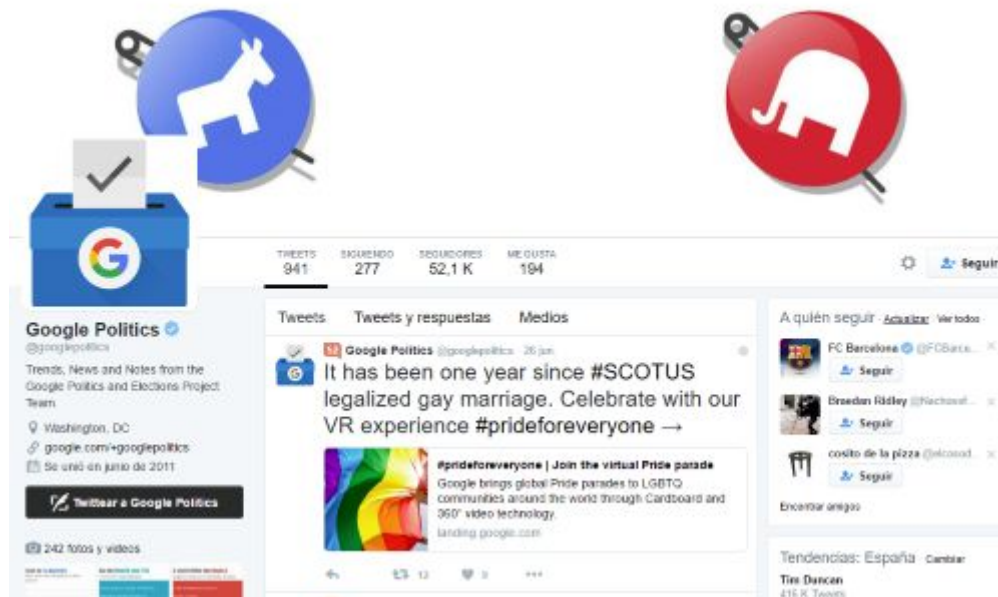 TWEETS SIGUIENDO SEGUIDORES ME GUSTA
941 277 52,1 K 194
Seguir
Google Politics
@googlepolitics
Trends, News and Notes from the
Google Politics and Elections Project
Team
Washington, DC
google.com/+googlepolitics
Se unió en junio de 2011
Twittear a Google Politics
242 fotos y videos
Tweets Tweets y respuestas Medios
Google Politics @googlepolitics · 26 jun.
It has been one year since #SCOTUS
legalized gay marriage. Celebrate with our
VR experience #prideforeveryone →
#prideforeveryone | Join the virtual Pride parade
Google brings global Pride parades to LGBTQ
communities around the world through Cardboard and
360° video technology.
landing.google.com
A quién seguir · Actualizar · Ver todos
FC Barcelona @FCBarce...
Seguir
Braedan Ridley
Seguir
cosito de la pizza
Seguir
Encontrar amigos
Tendencias: España · Cambiar
Tim Duncan
415 K Tweets